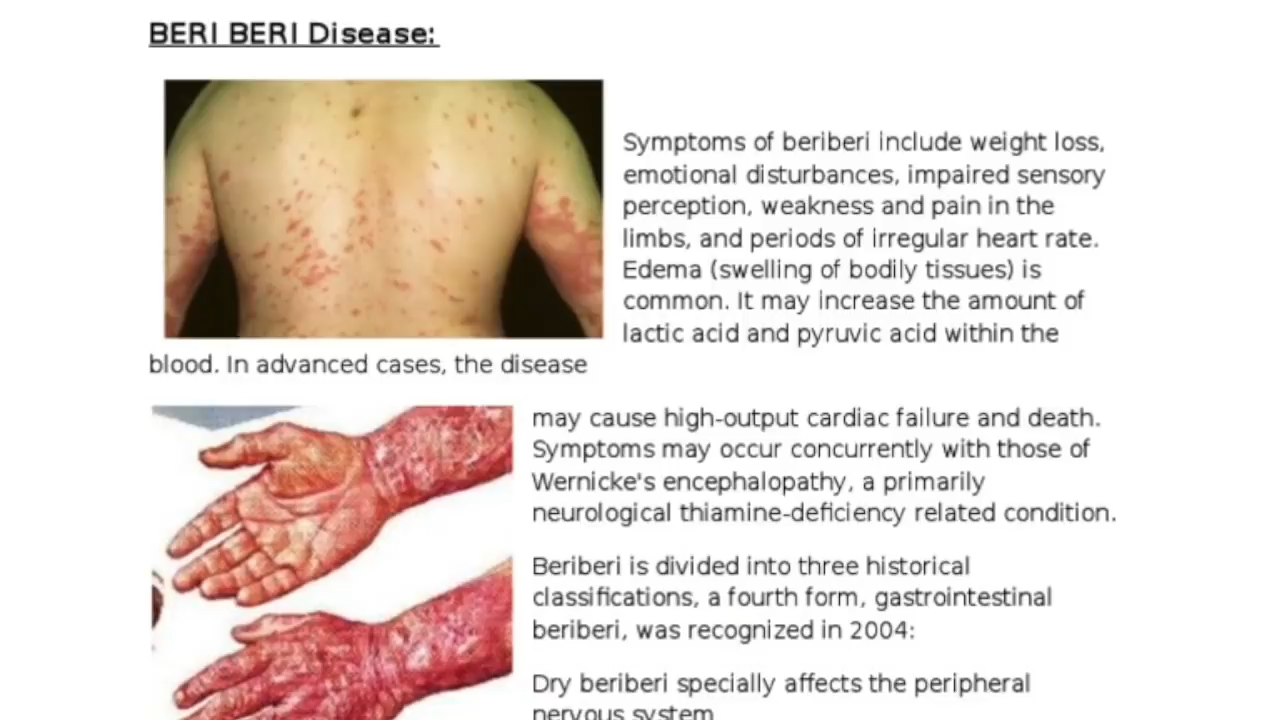 BERI BERI Disease:
Symptoms of beriberi include weight loss,
emotional disturbances, impaired sensory
perception, weakness and pain in the
limbs, and periods of irregular heart rate.
Edema (swelling of bodily tissues) is
common. It may increase the amount of
lactic acid and pyruvic acid within the
blood. In advanced cases, the disease
may cause high-output cardiac failure and death.
Symptoms may occur concurrently with those of
Wernicke's encephalopathy, a primarily
neurological thiamine-deficiency related condition.
Beriberi is divided into three historical
classifications, a fourth form, gastrointestinal
beriberi, was recognized in 2004:
Dry beriberi specially affects the peripheral
nervous system